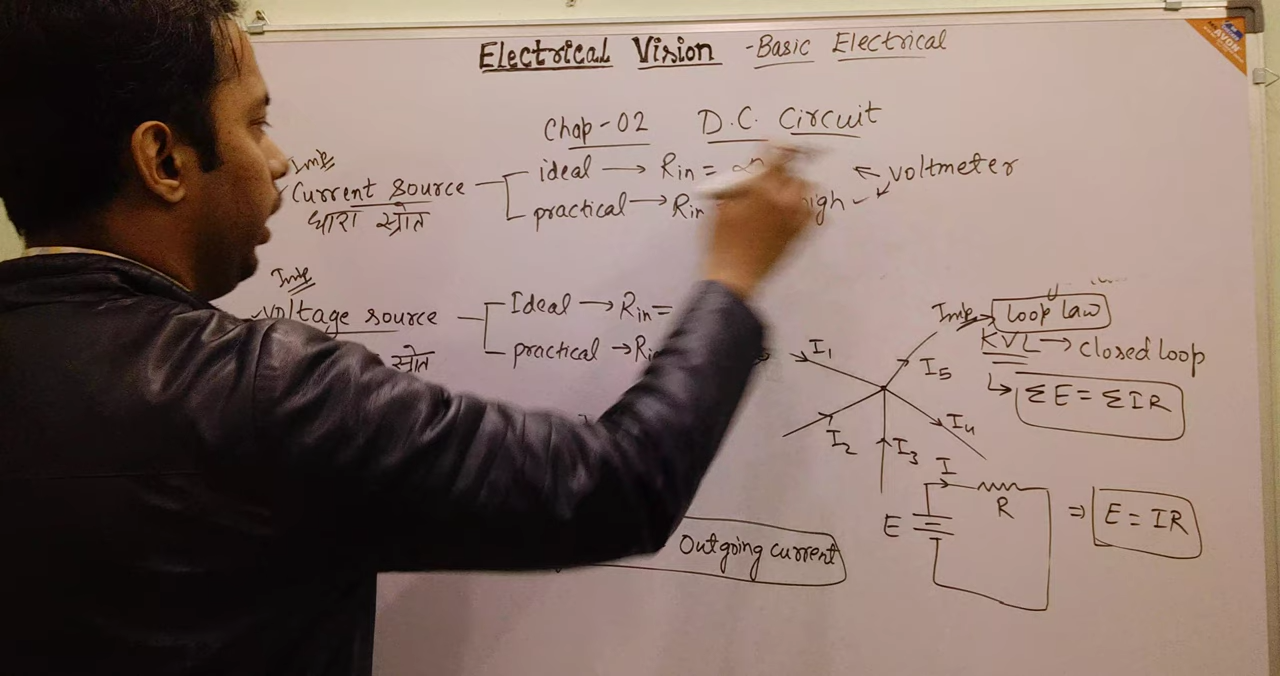 Electrical Vision - Basic Electrical
Chap-02 D.C. Circuit
Imp
Current source
धारा स्रोत
ideal → Rin = ∝
practical → Rin
high
voltmeter
Imp
Voltage source
स्रोत
Ideal → Rin =
practical → Rin
I1
I2
I3
I4
I5
Imp → Loop law
KVL → closed loop
ΣE = ΣIR
E
I
R
⇒ E = IR
Outgoing current
AVON